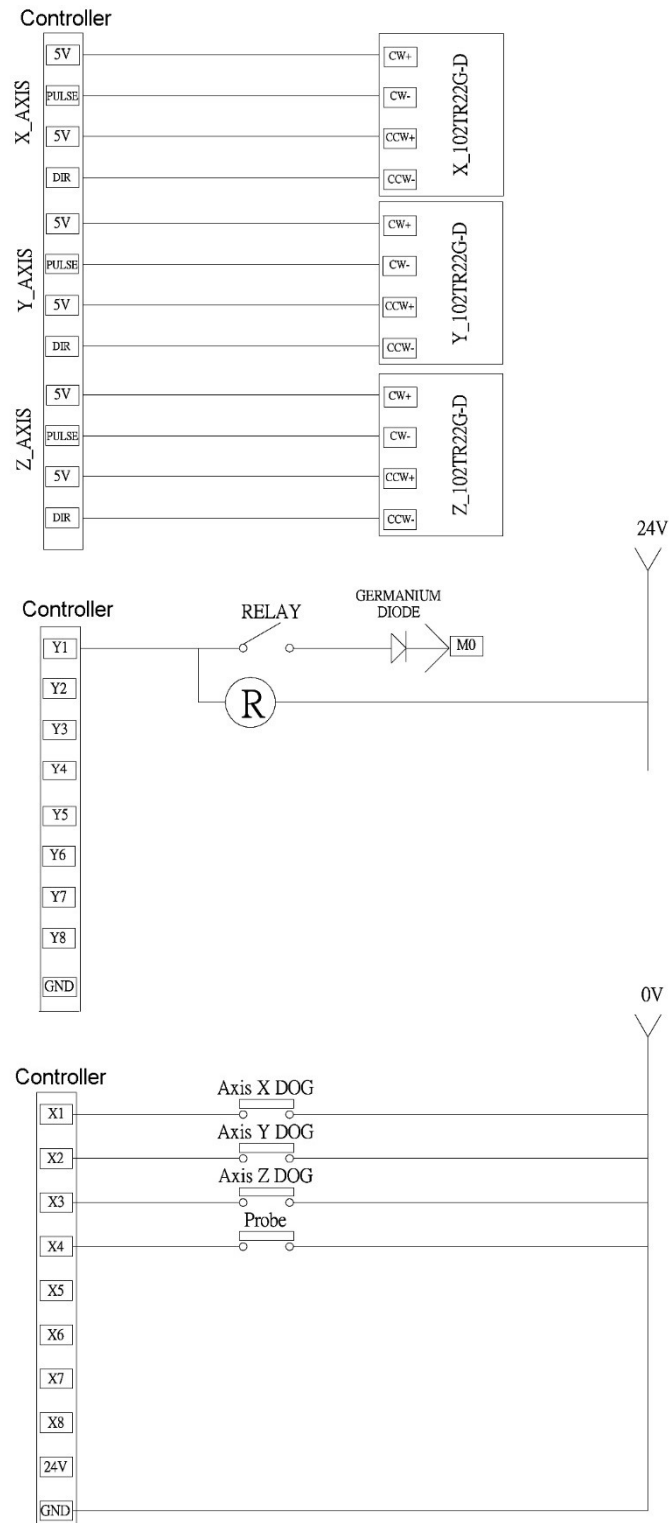 Controller
X_AXIS
5V
PULSE
5V
DIR
CW+
CW-
CCW+
CCW-
X_102TR22G-D
Y_AXIS
5V
PULSE
5V
DIR
CW+
CW-
CCW+
CCW-
Y_102TR22G-D
Z_AXIS
5V
PULSE
5V
DIR
CW+
CW-
CCW+
CCW-
Z_102TR22G-D
24V
Controller
Y1
Y2
Y3
Y4
Y5
Y6
Y7
Y8
GND
RELAY
GERMANIUM
DIODE
M0
R
0V
Controller
X1
X2
X3
X4
X5
X6
X7
X8
24V
GND
Axis X DOG
Axis Y DOG
Axis Z DOG
Probe